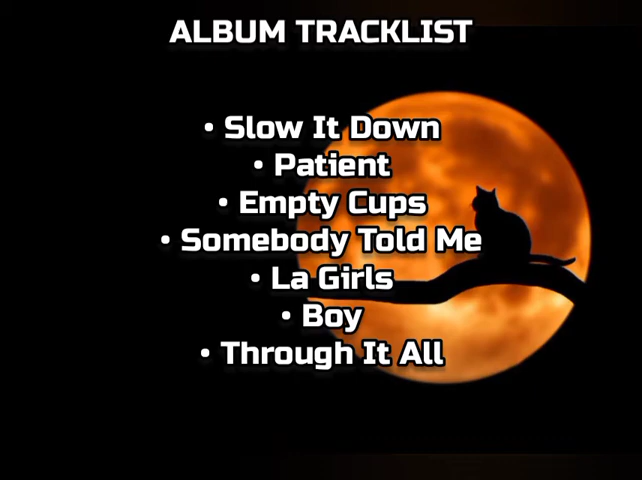 ALBUM TRACKLIST
• Slow It Down
• Patient
• Empty Cups
• Somebody Told Me
• La Girls
• Boy
• Through It All